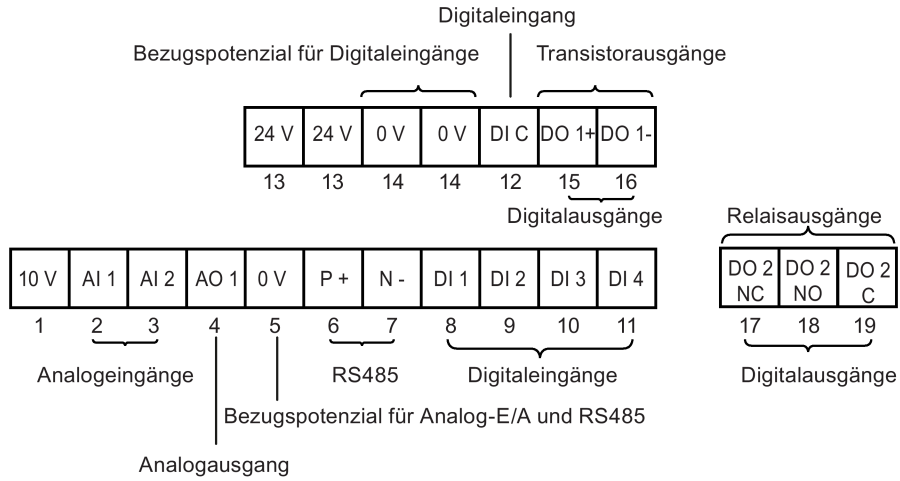 Digitaleingang
Bezugspotenzial für Digitaleingänge
Transistorausgänge
24 V 24 V 0 V 0 V DI C DO 1+ DO 1-
13 13 14 14 12 15 16
Digitalausgänge
Relaisausgänge
10 V AI 1 AI 2 AO 1 0 V P + N - DI 1 DI 2 DI 3 DI 4
DO 2 NC DO 2 NO DO 2 C
1 2 3 4 5 6 7 8 9 10 11 17 18 19
Analogeingänge RS485 Digitaleingänge Digitalausgänge
Bezugspotenzial für Analog-E/A und RS485
Analogausgang